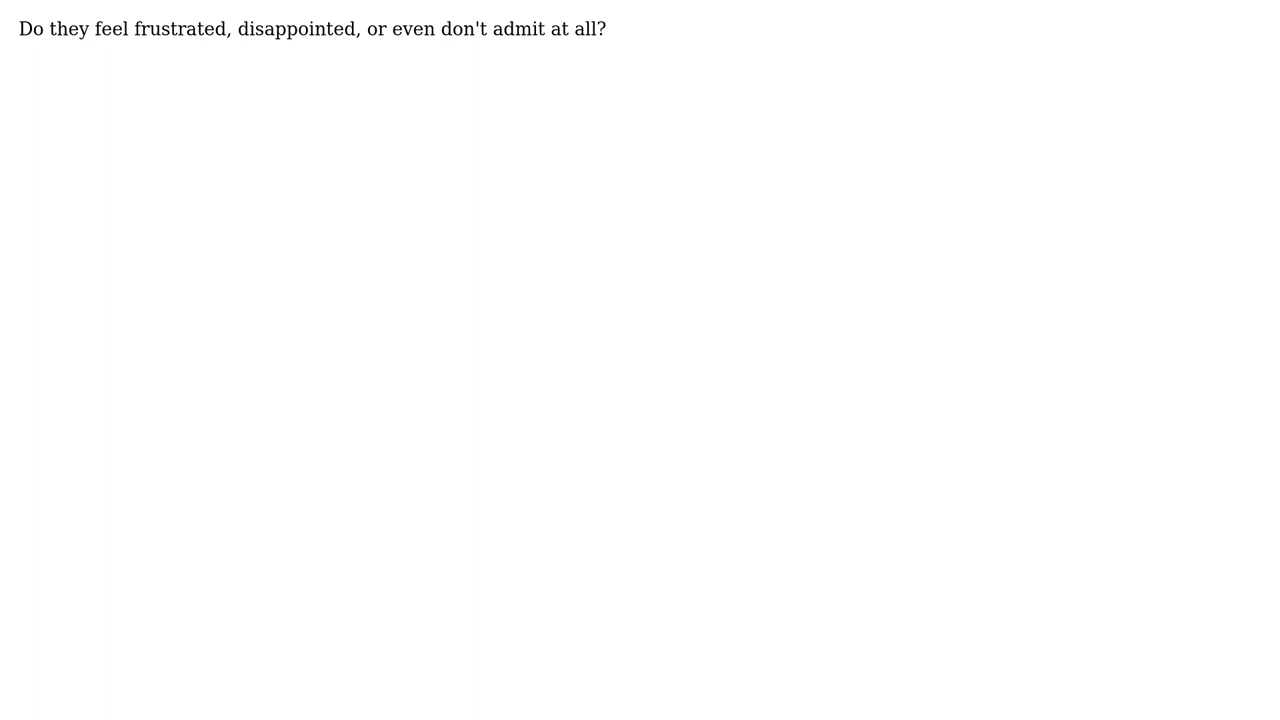 Do they feel frustrated, disappointed, or even don't admit at all?